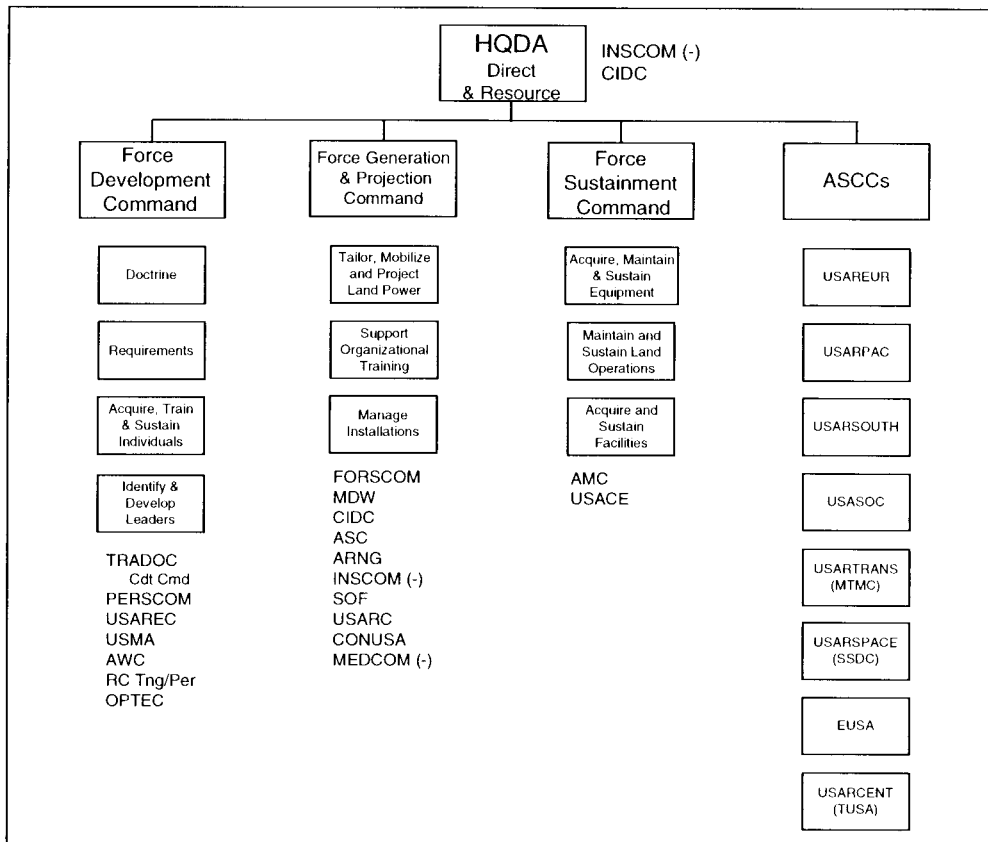 HQDA
Direct
& Resource
INSCOM (-)
CIDC
Force
Development
Command
Doctrine
Requirements
Acquire, Train
& Sustain
Individuals
Identify &
Develop
Leaders
TRADOC
Cdt Cmd
PERSCOM
USAREC
USMA
AWC
RC Tng/Per
OPTEC
Force Generation
& Projection
Command
Tailor, Mobilize
and Project
Land Power
Support
Organizational
Training
Manage
Installations
FORSCOM
MDW
CIDC
ASC
ARNG
INSCOM (-)
SOF
USARC
CONUSA
MEDCOM (-)
Force
Sustainment
Command
Acquire, Maintain
& Sustain
Equipment
Maintain and
Sustain Land
Operations
Acquire and
Sustain
Facilities
AMC
USACE
ASCCs
USAREUR
USARPAC
USARSOUTH
USASOC
USARTRANS
(MTMC)
USARSPACE
(SSDC)
EUSA
USARCENT
(TUSA)